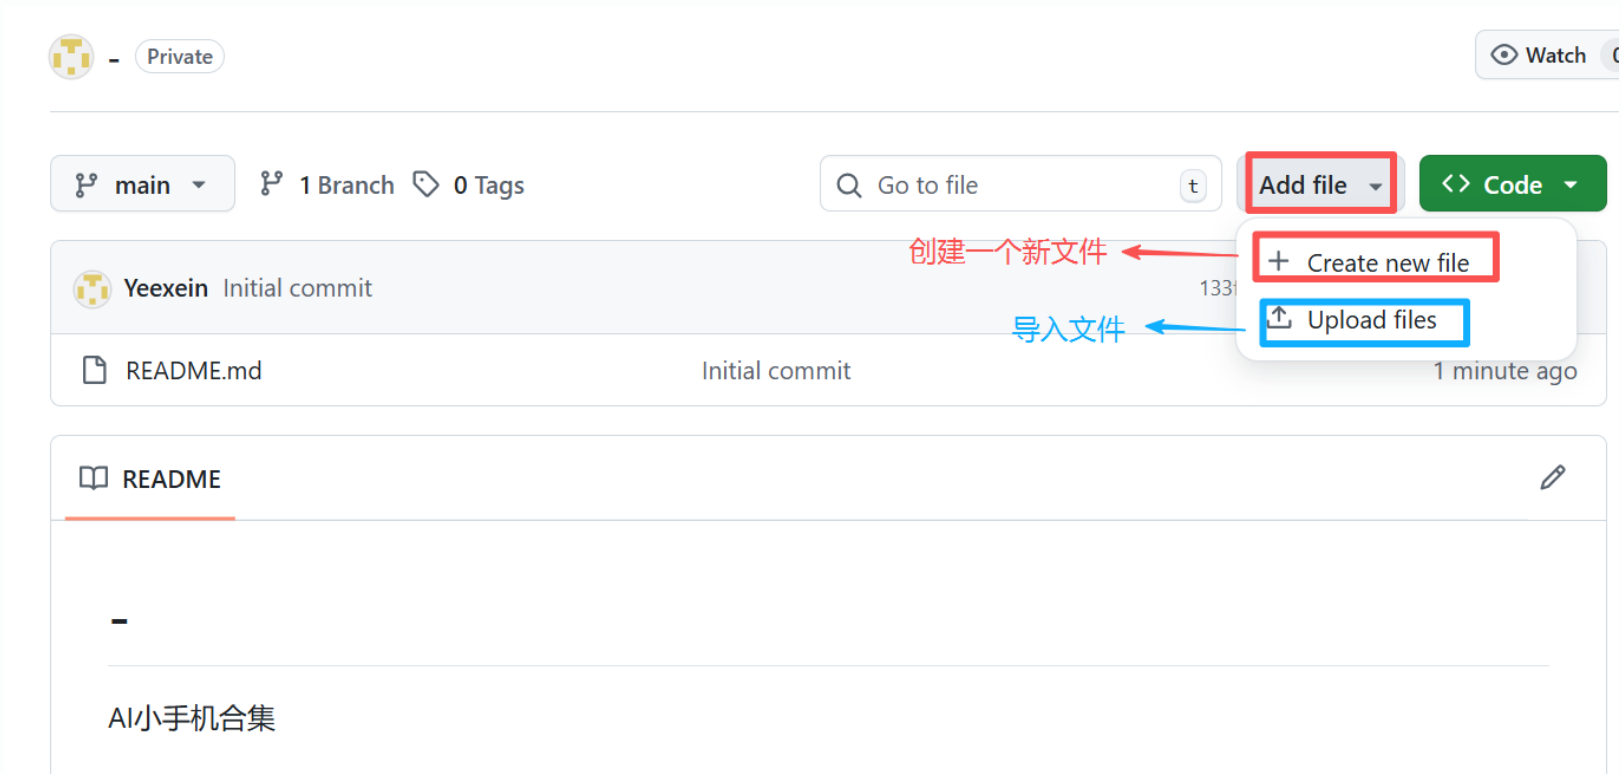 - Private
Watch 0
main
1 Branch
0 Tags
Go to file
t
Add file
Code
创建一个新文件
Create new file
导入文件
Upload files
Yeexein Initial commit
133
README.md
Initial commit
1 minute ago
README
-
AI小手机合集